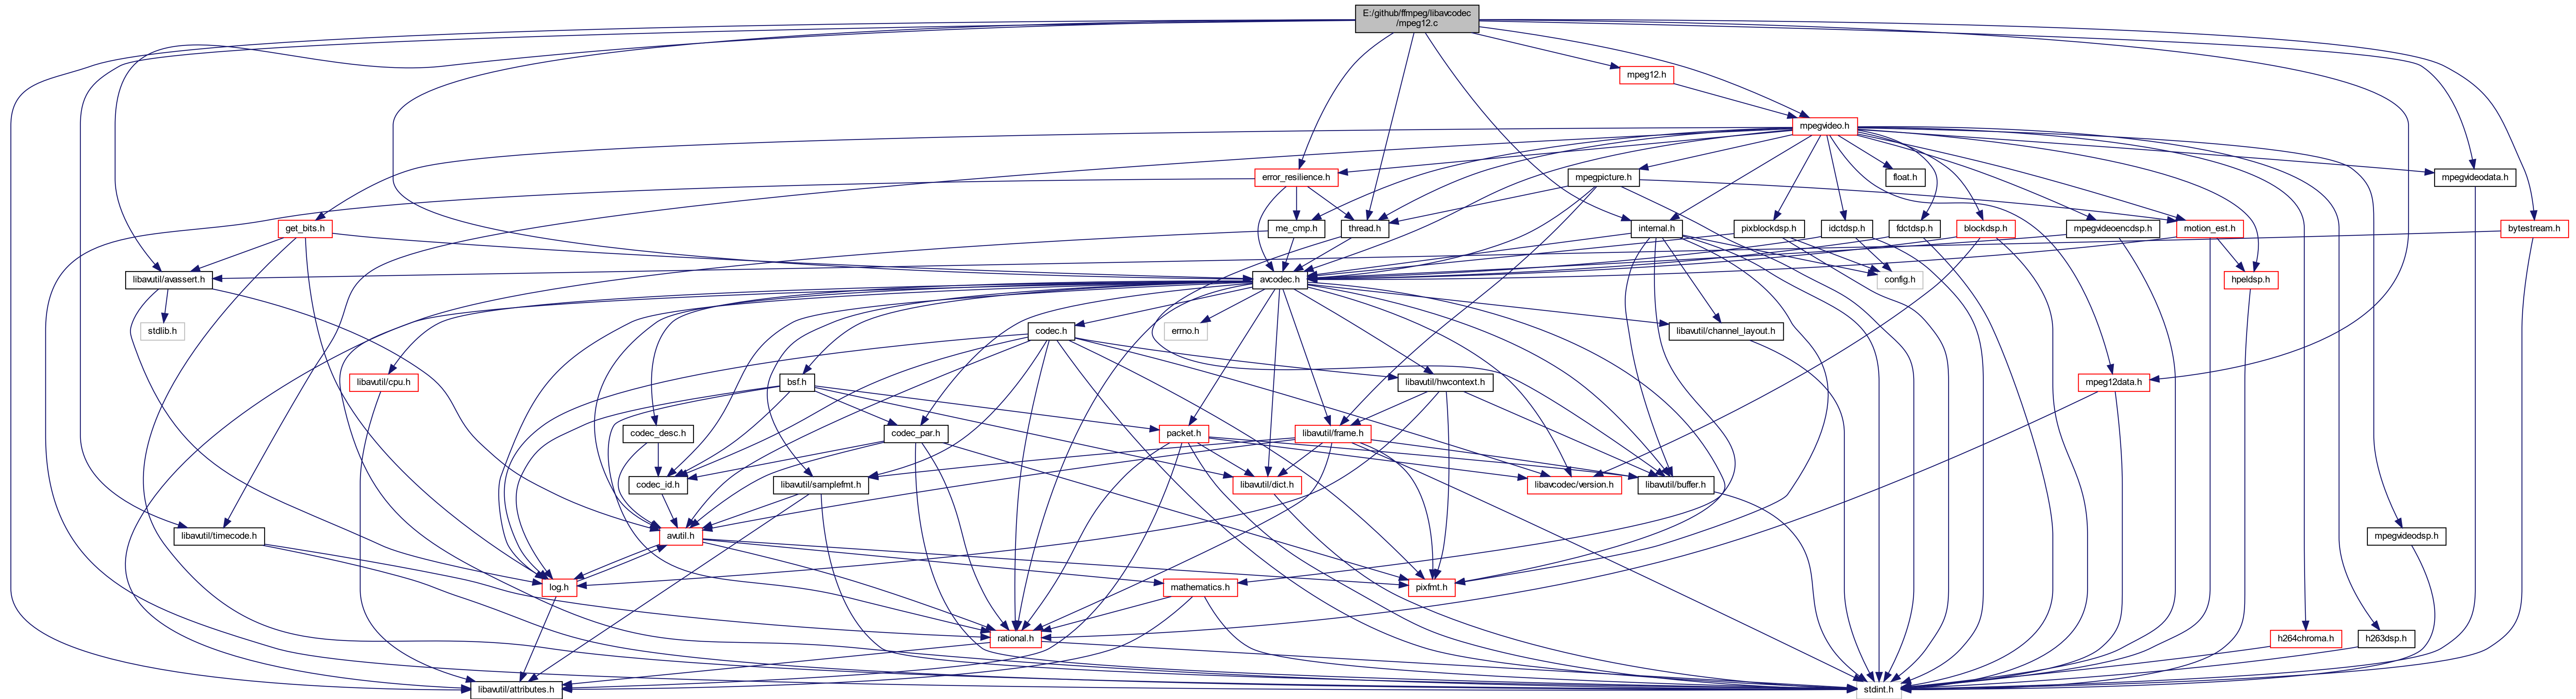 E:/github/ffmpeg/libavcodec
/mpeg12.c
mpeg12.h
mpegvideo.h
error_resilience.h
mpegpicture.h
float.h
mpegvideodata.h
get_bits.h
me_cmp.h
thread.h
internal.h
pixblockdsp.h
idctdsp.h
fdctdsp.h
blockdsp.h
mpegvideoencdsp.h
motion_est.h
bytestream.h
libavutil/avassert.h
avcodec.h
config.h
hpeldsp.h
stdlib.h
codec.h
errno.h
libavutil/channel_layout.h
libavutil/cpu.h
bsf.h
libavutil/hwcontext.h
mpeg12data.h
codec_desc.h
codec_par.h
packet.h
libavutil/frame.h
codec_id.h
libavutil/samplefmt.h
libavutil/dict.h
libavcodec/version.h
libavutil/buffer.h
libavutil/timecode.h
avutil.h
mpegvideodsp.h
log.h
mathematics.h
pixfmt.h
rational.h
h264chroma.h
h263dsp.h
libavutil/attributes.h
stdint.h